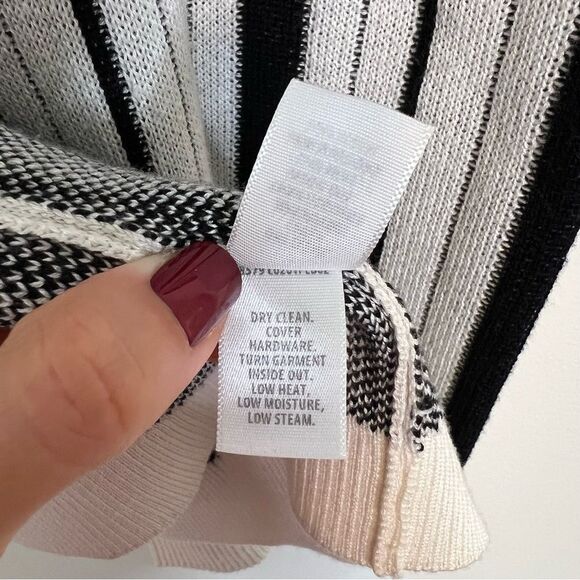 DRY CLEAN.
COVER
HARDWARE.
TURN GARMENT
INSIDE OUT.
LOW HEAT,
LOW MOISTURE,
LOW STEAM.